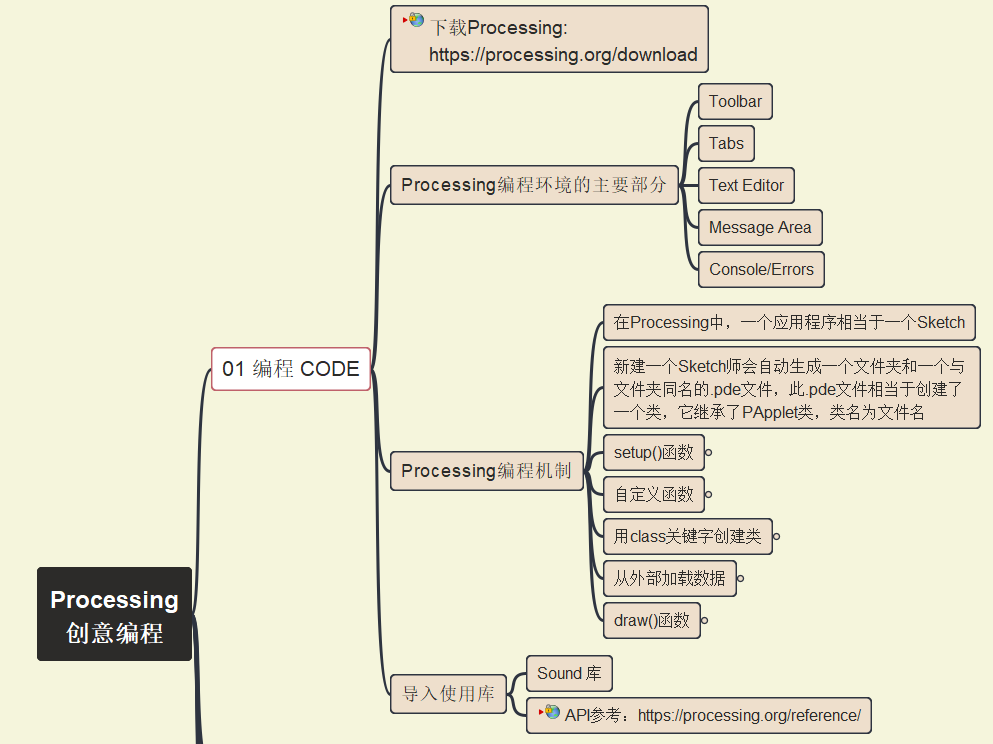 下载Processing:
https://processing.org/download
Toolbar
Tabs
Processing编程环境的主要部分
Text Editor
Message Area
Console/Errors
在Processing中，一个应用程序相当于一个Sketch
01 编程 CODE
新建一个Sketch师会自动生成一个文件夹和一个与
文件夹同名的.pde文件，此.pde文件相当于创建了
一个类，它继承了PApplet类，类名为文件名
Processing编程机制
setup()函数
自定义函数
用class关键字创建类
从外部加载数据
draw()函数
Processing
创意编程
导入使用库
Sound 库
API参考：https://processing.org/reference/